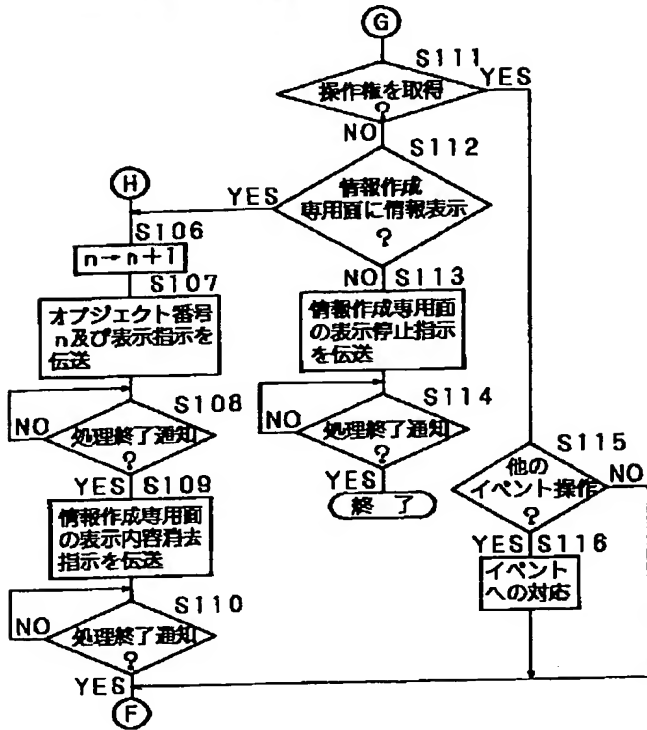 G
S111
操作権を取得
?
YES
NO
S112
情報作成
専用面に情報表示
?
YES
H
S106
n→n+1
S107
オブジェクト番号
n及び表示指示を
伝送
S108
処理終了通知
?
NO
YES
S109
情報作成専用面
の表示内容消去
指示を伝送
S110
処理終了通知
?
NO
YES
F
NO
S113
情報作成専用面
の表示停止指示
を伝送
S114
処理終了通知
?
NO
YES
終 了
S115
他の
イベント操作
?
NO
YES
S116
イベント
への対応